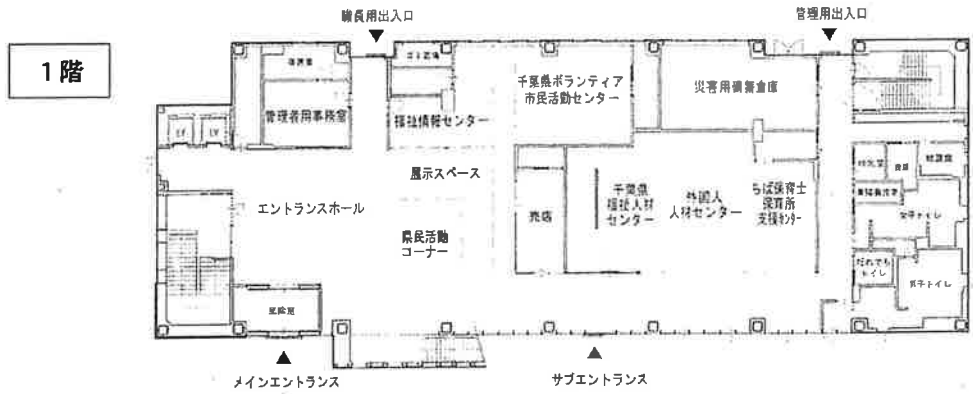 職員用出入口
管理用出入口
1階
ゴミ置場
千葉県ボランティア
市民活動センター
災害用備蓄倉庫
管理者用事務室
福祉情報センター
EV
EV
展示スペース
エントランスホール
県民活動
コーナー
売店
千葉県
福祉人材
センター
外国人
人材センター
ちば保育士
保育所
支援センター
給湯室
女子トイレ
だれでも
トイレ
男子トイレ
風除室
メインエントランス
サブエントランス